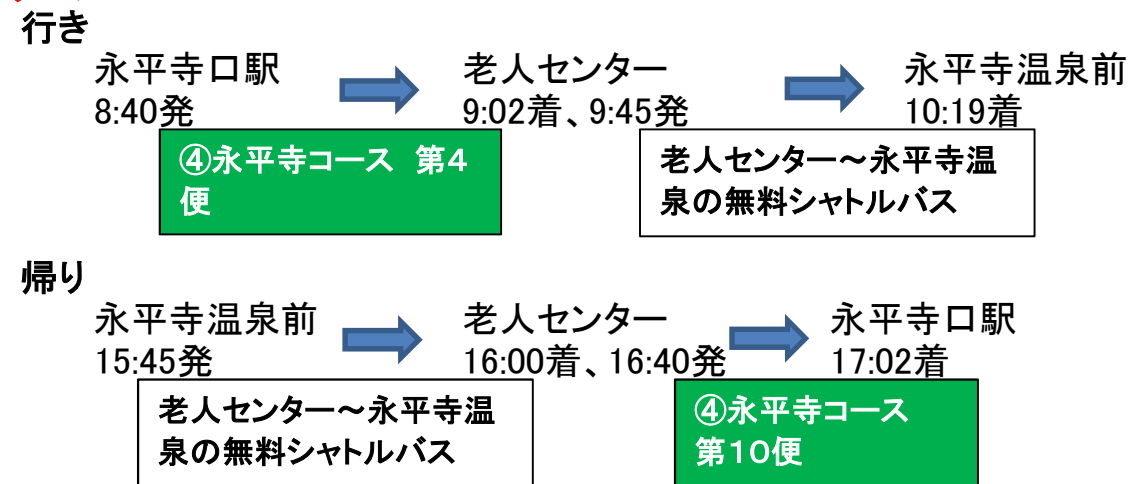 行き
永平寺口駅 老人センター 永平寺温泉前
8:40発 9:02着、9:45発 10:19着
④永平寺コース 第4
便
老人センター～永平寺温
泉の無料シャトルバス
帰り
永平寺温泉前 老人センター 永平寺口駅
15:45発 16:00着、16:40発 17:02着
老人センター～永平寺温
泉の無料シャトルバス
④永平寺コース
第10便